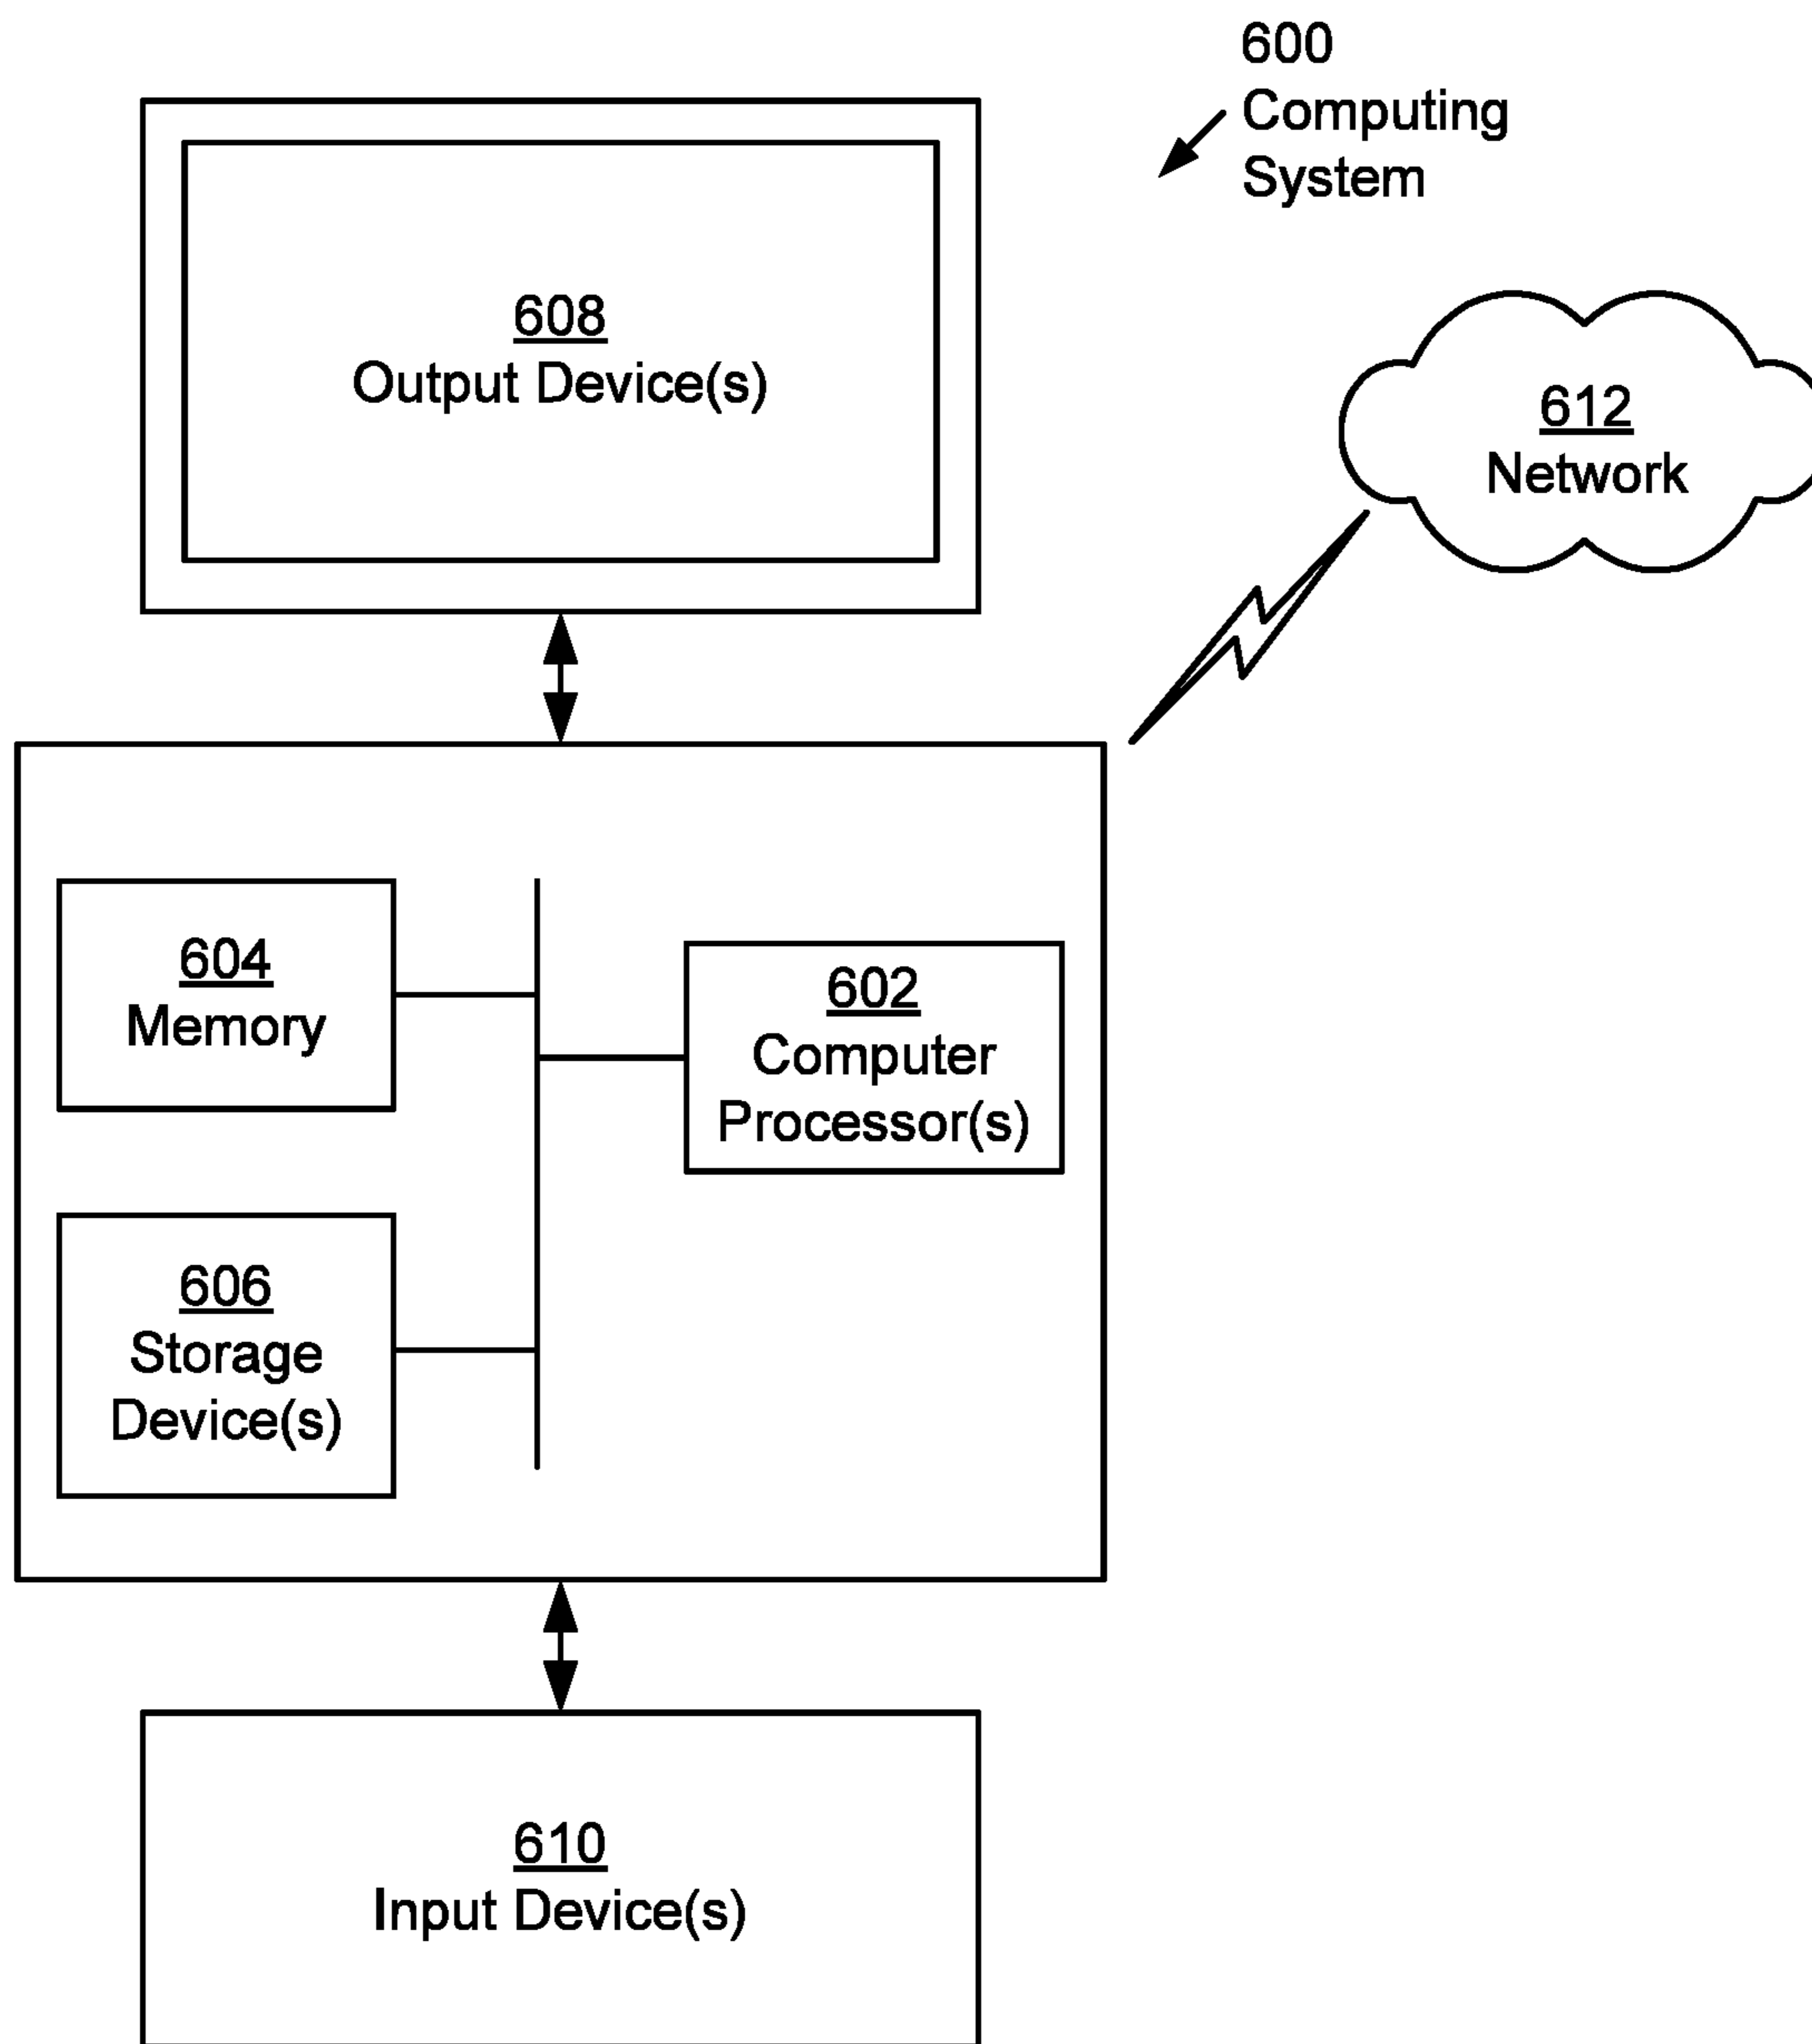 600
Computing
System
608
Output Device(s)
612
Network
604
Memory
602
Computer
Processor(s)
606
Storage
Device(s)
610
Input Device(s)